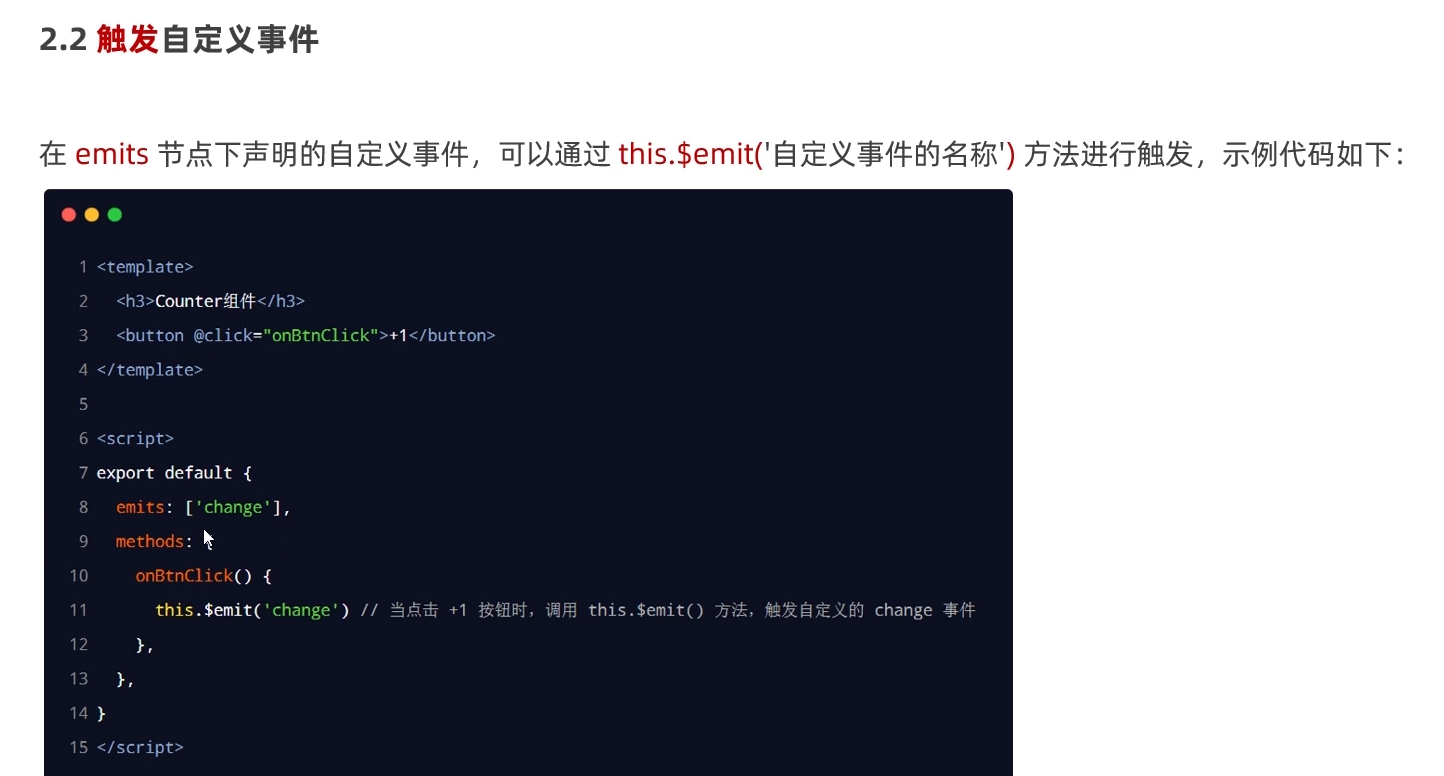 2.2 触发自定义事件
在 emits 节点下声明的自定义事件，可以通过 this.$emit('自定义事件的名称') 方法进行触发，示例代码如下：
1 <template>
2   <h3>Counter组件</h3>
3   <button @click="onBtnClick">+1</button>
4 </template>
5
6 <script>
7 export default {
8   emits: ['change'],
9   methods:
10     onBtnClick() {
11       this.$emit('change') // 当点击 +1 按钮时，调用 this.$emit() 方法，触发自定义的 change 事件
12     },
13   },
14 }
15 </script>